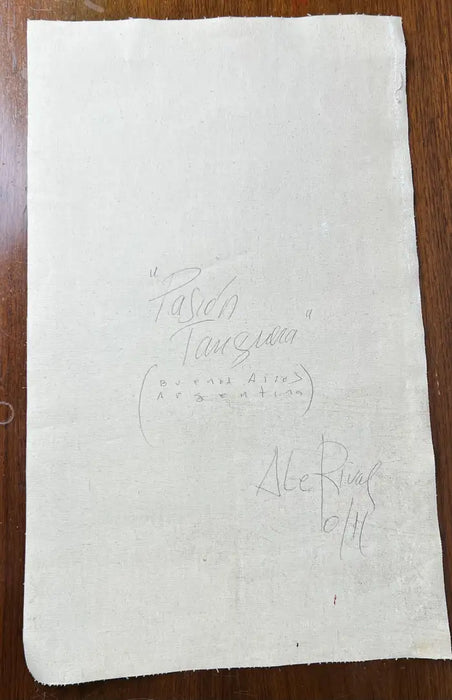 "Pasión
Tanguera"
(Buenos Aires
Argentina)
Ale Rivas